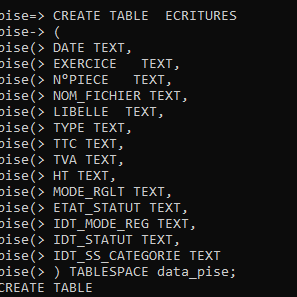 pise=> CREATE TABLE  ECRITURES
pise-> (
pise(> DATE TEXT,
pise(> EXERCICE   TEXT,
pise(> N°PIECE   TEXT,
pise(> NOM_FICHIER TEXT,
pise(> LIBELLE  TEXT,
pise(> TYPE TEXT,
pise(> TTC TEXT,
pise(> TVA TEXT,
pise(> HT TEXT,
pise(> MODE_RGLT TEXT,
pise(> ETAT_STATUT TEXT,
pise(> IDT_MODE_REG TEXT,
pise(> IDT_STATUT TEXT,
pise(> IDT_SS_CATEGORIE TEXT
pise(> ) TABLESPACE data_pise;
CREATE TABLE